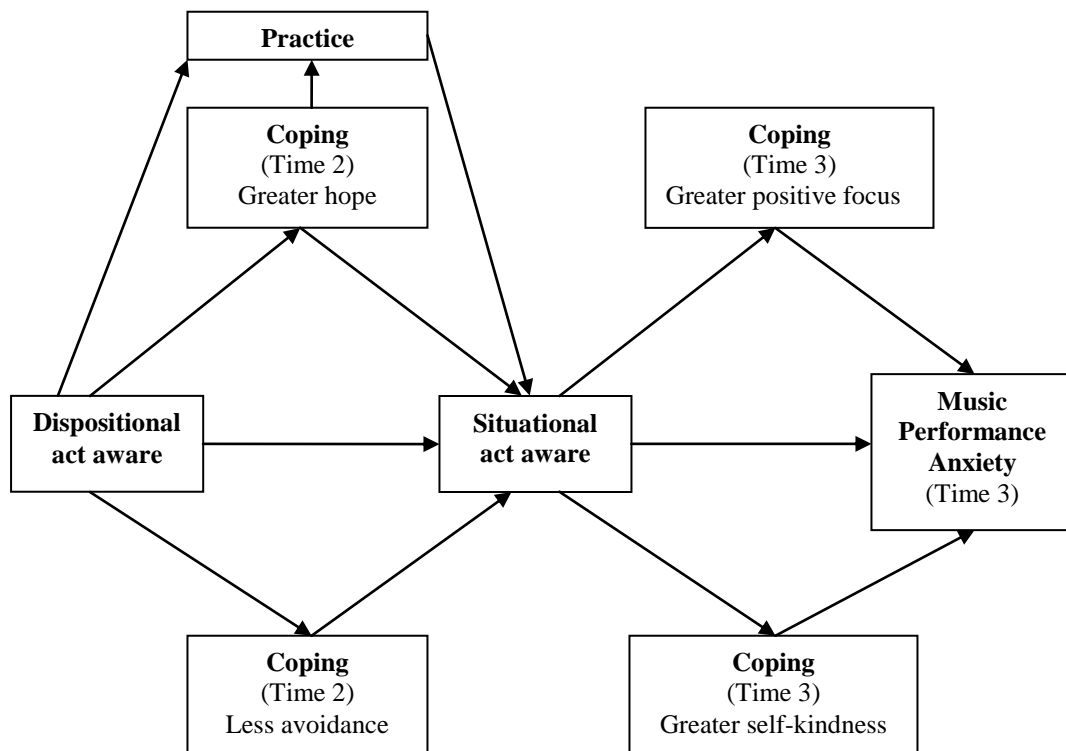 Practice
Coping
(Time 2)
Greater hope
Coping
(Time 3)
Greater positive focus
Dispositional
act aware
Situational
act aware
Music
Performance
Anxiety
(Time 3)
Coping
(Time 2)
Less avoidance
Coping
(Time 3)
Greater self-kindness